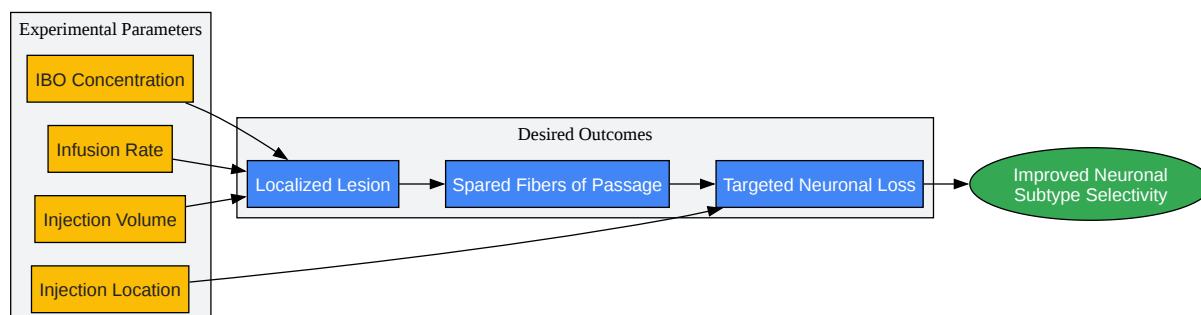 Experimental Parameters
IBO Concentration
Infusion Rate
Injection Volume
Injection Location
Desired Outcomes
Localized Lesion
Spared Fibers of Passage
Targeted Neuronal Loss
Improved Neuronal
Subtype Selectivity